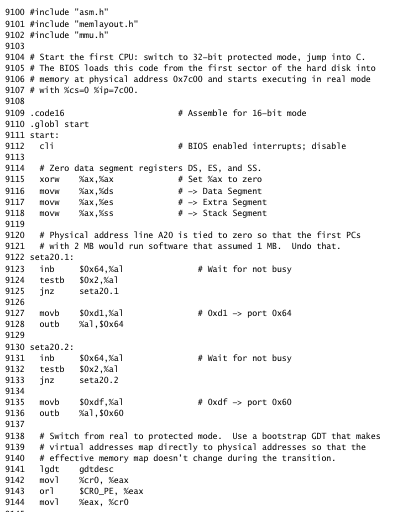 9100 #include "asm.h"
9101 #include "memlayout.h"
9102 #include "mmu.h"
9103
9104 # Start the first CPU: switch to 32-bit protected mode, jump into C.
9105 # The BIOS loads this code from the first sector of the hard disk into
9106 # memory at physical address 0x7c00 and starts executing in real mode
9107 # with %cs=0 %ip=7c00.
9108
9109 .code16 # Assemble for 16-bit mode
9110 .globl start
9111 start:
9112 cli # BIOS enabled interrupts; disable
9113
9114 # Zero data segment registers DS, ES, and SS.
9115 xorw %ax,%ax # Set %ax to zero
9116 movw %ax,%ds # -> Data Segment
9117 movw %ax,%es # -> Extra Segment
9118 movw %ax,%ss # -> Stack Segment
9119
9120 # Physical address line A20 is tied to zero so that the first PCs
9121 # with 2 MB would run software that assumed 1 MB. Undo that.
9122 seta20.1:
9123 inb $0x64,%al # Wait for not busy
9124 testb $0x2,%al
9125 jnz seta20.1
9126
9127 movb $0xd1,%al # 0xd1 -> port 0x64
9128 outb %al,$0x64
9129
9130 seta20.2:
9131 inb $0x64,%al # Wait for not busy
9132 testb $0x2,%al
9133 jnz seta20.2
9134
9135 movb $0xdf,%al # 0xdf -> port 0x60
9136 outb %al,$0x60
9137
9138 # Switch from real to protected mode. Use a bootstrap GDT that makes
9139 # virtual addresses map directly to physical addresses so that the
9140 # effective memory map doesn't change during the transition.
9141 lgdt gdtdesc
9142 movl %cr0, %eax
9143 orl $CR0_PE, %eax
9144 movl %eax, %cr0